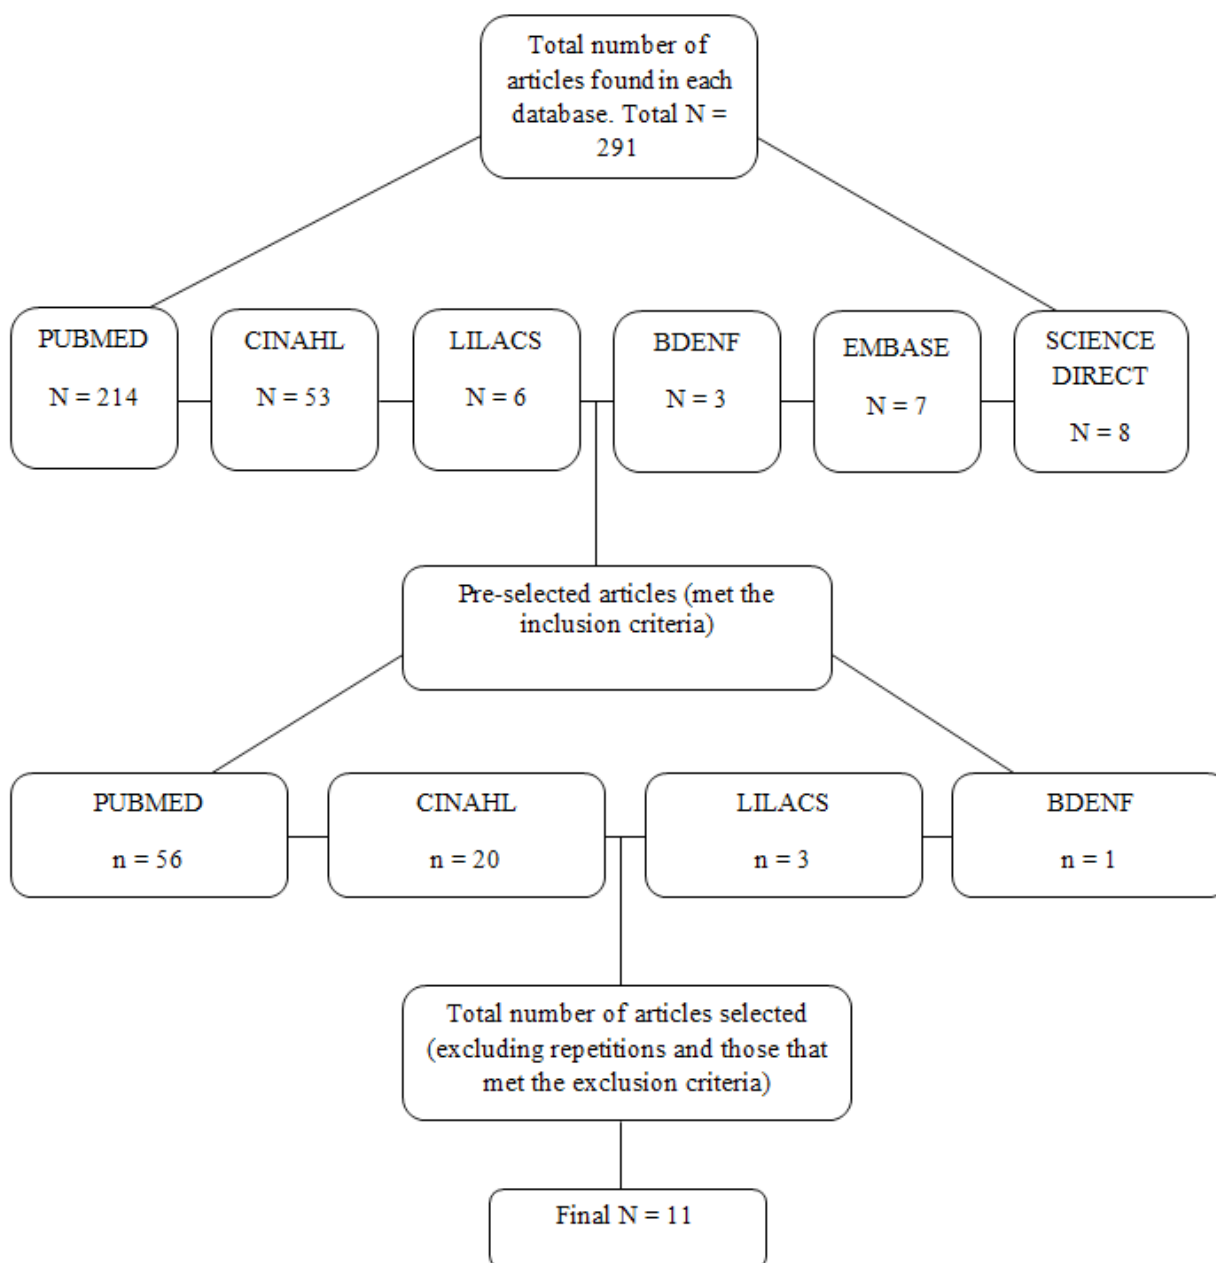 Total number of
articles found in each
database. Total N =
291
PUBMED
N = 214
CINAHL
N = 53
LILACS
N = 6
BDENF
N = 3
EMBASE
N = 7
SCIENCE
DIRECT
N = 8
Pre-selected articles (met the
inclusion criteria)
PUBMED
n = 56
CINAHL
n = 20
LILACS
n = 3
BDENF
n = 1
Total number of articles selected
(excluding repetitions and those that
met the exclusion criteria)
Final N = 11